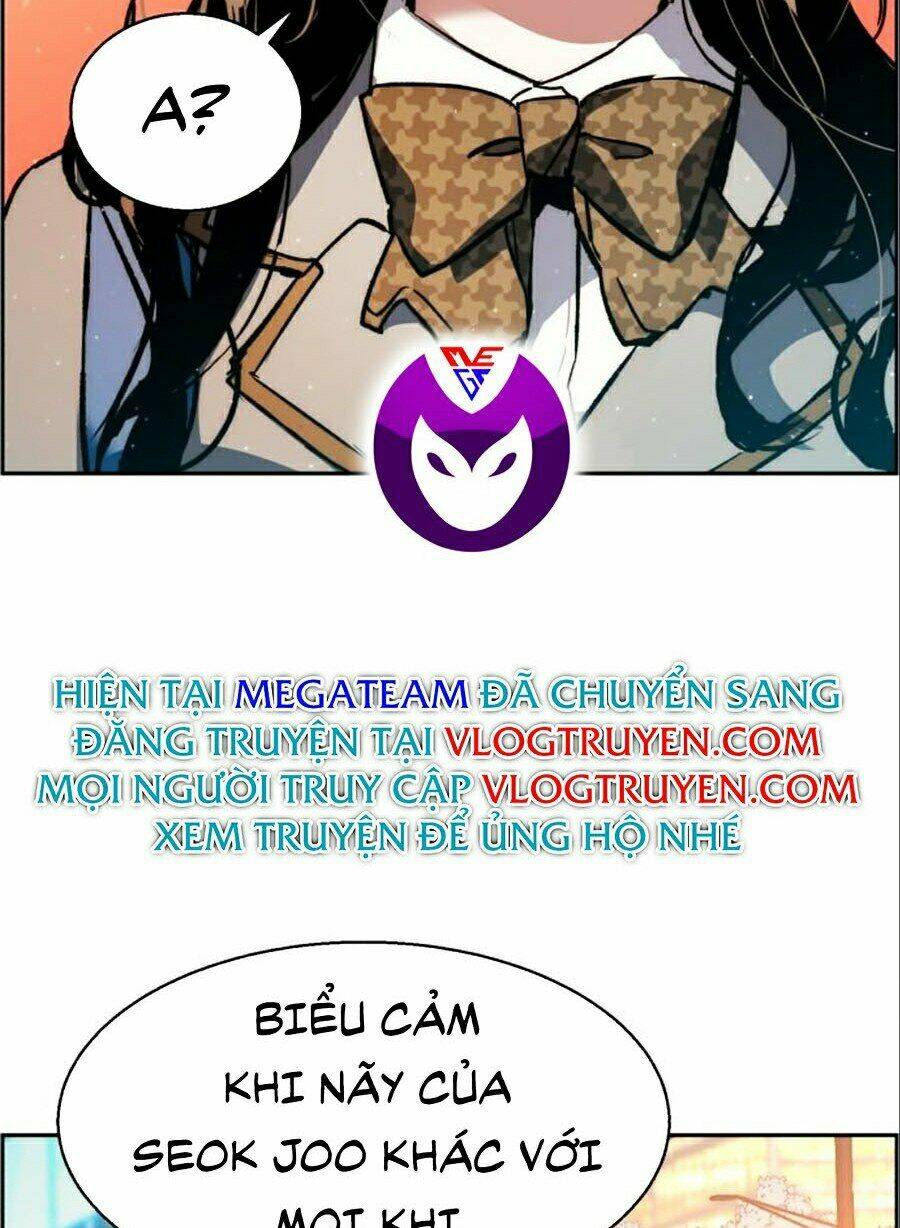 A?
MEGA
HIỆN TẠI MEGATEAM ĐÃ CHUYỂN SANG
ĐĂNG TRUYỆN TẠI VLOGTRUYEN.COM
MỌI NGƯỜI TRUY CẬP VLOGTRUYEN.COM
XEM TRUYỆN ĐỂ ỦNG HỘ NHÉ
BIỂU CẢM
KHI NÃY CỦA
SEOK JOO KHÁC VỚI
MỌI KHI